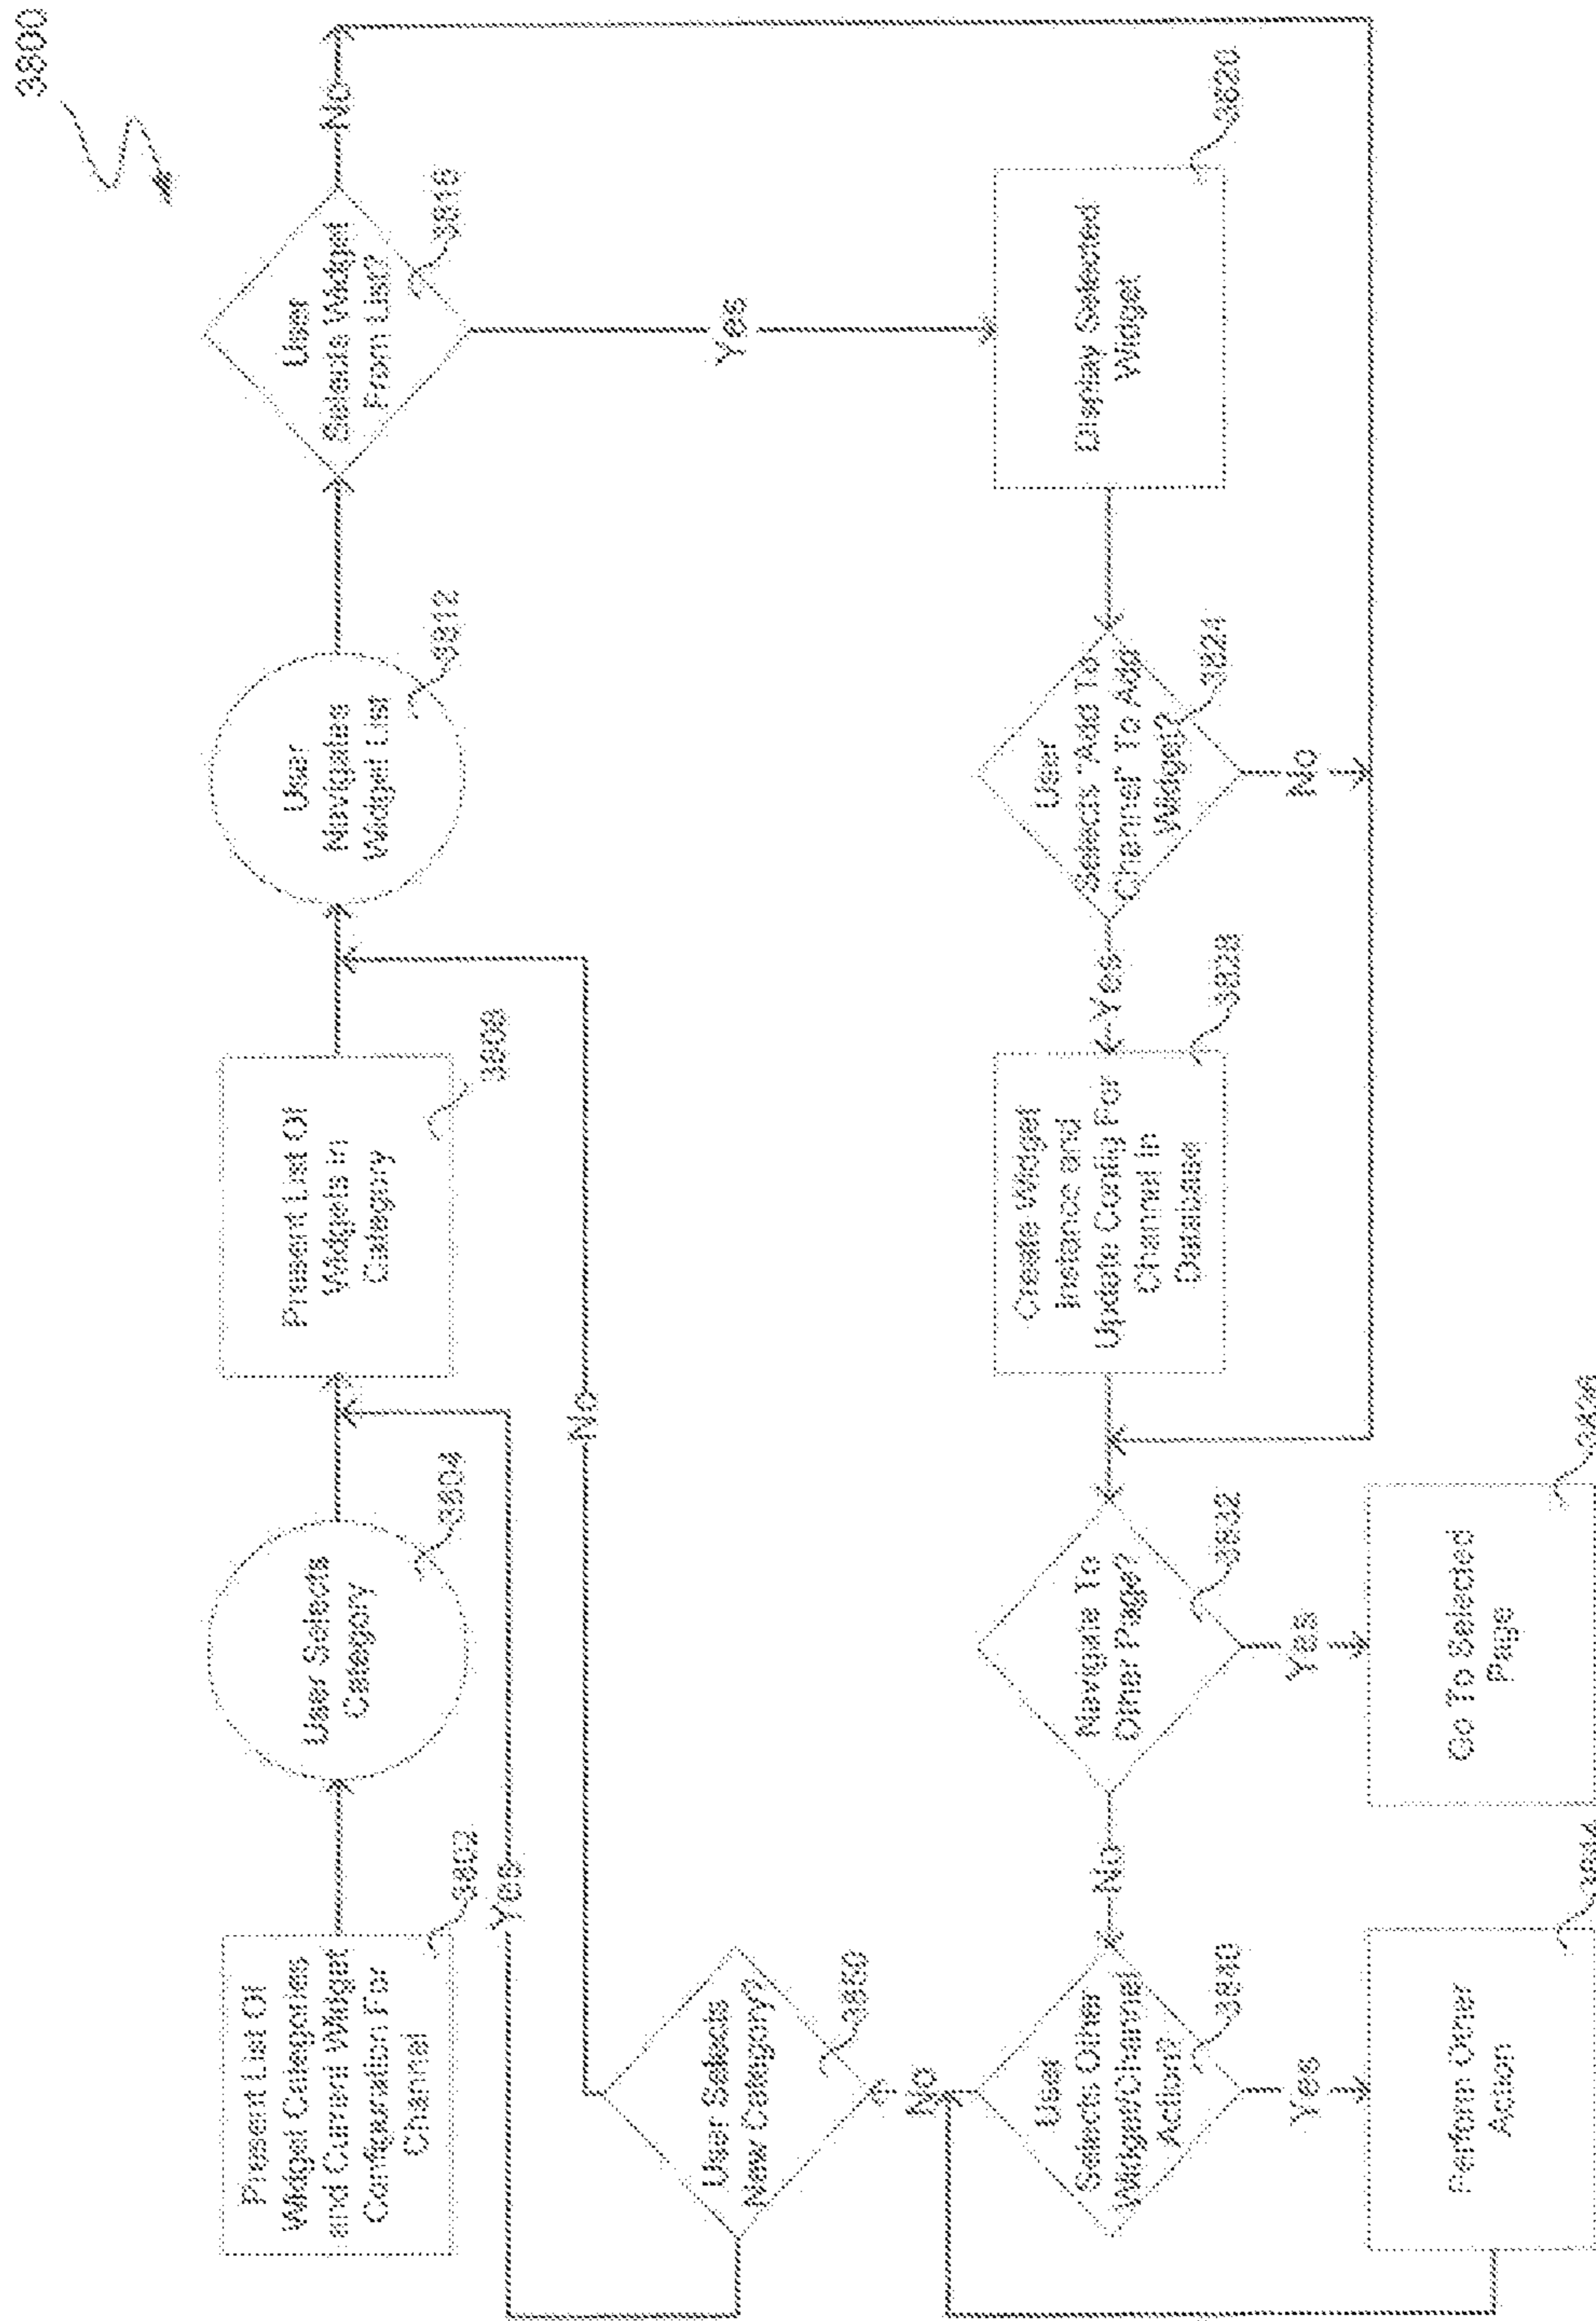 3800
Present List Of
Widget Categories
and Current Widget
Configuration For
Channel
3802
User Selects
Category
3804
Present List Of
Widgets in
Category
3808
User
Navigates
Widget List
3812
User
Selects Widget
From List?
3816
No
Yes
Display Selected
Widget
3820
User
Selects "Add To
Channel" To Add
Widget?
3824
No
Yes
Create Widget
Instance and
Update Config For
Channel in
Database
3828
Navigate To
Other Page?
3832
Yes
Go To Selected
Page
3836
No
User
Selects Other
Widget/Channel
Action?
3840
Yes
Perform Other
Action
3844
No
User Selects
New Category?
3850
Yes
No